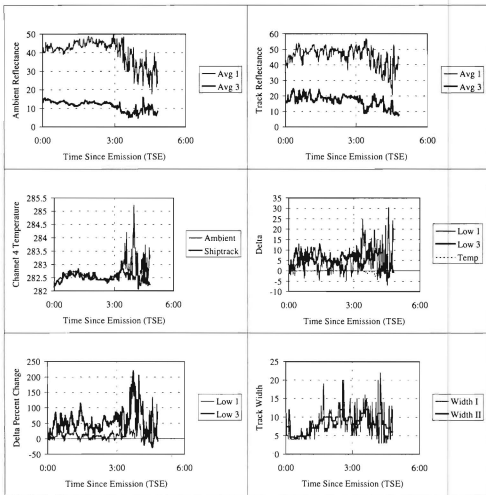 Ambient Reflectance
50
40
30
20
10
0
0:00 3:00 6:00
Time Since Emission (TSE)
Avg 1
Avg 3
Track Reflectance
60
50
40
30
20
10
0
0:00 3:00 6:00
Time Since Emission (TSE)
Avg 1
Avg 3
Channel 4 Temperature
285.5
285
284.5
284
283.5
283
282.5
282
0:00 3:00 6:00
Time Since Emission (TSE)
Ambient
Shiptrack
Delta
35
30
25
20
15
10
5
0
-5
-10
0:00 3:00 6:00
Time Since Emission (TSE)
Low 1
Low 3
Temp
Delta Percent Change
250
200
150
100
50
0
-50
0:00 3:00 6:00
Time Since Emission (TSE)
Low 1
Low 3
Track Width
25
20
15
10
5
0
0:00 3:00 6:00
Time Since Emission (TSE)
Width I
Width II